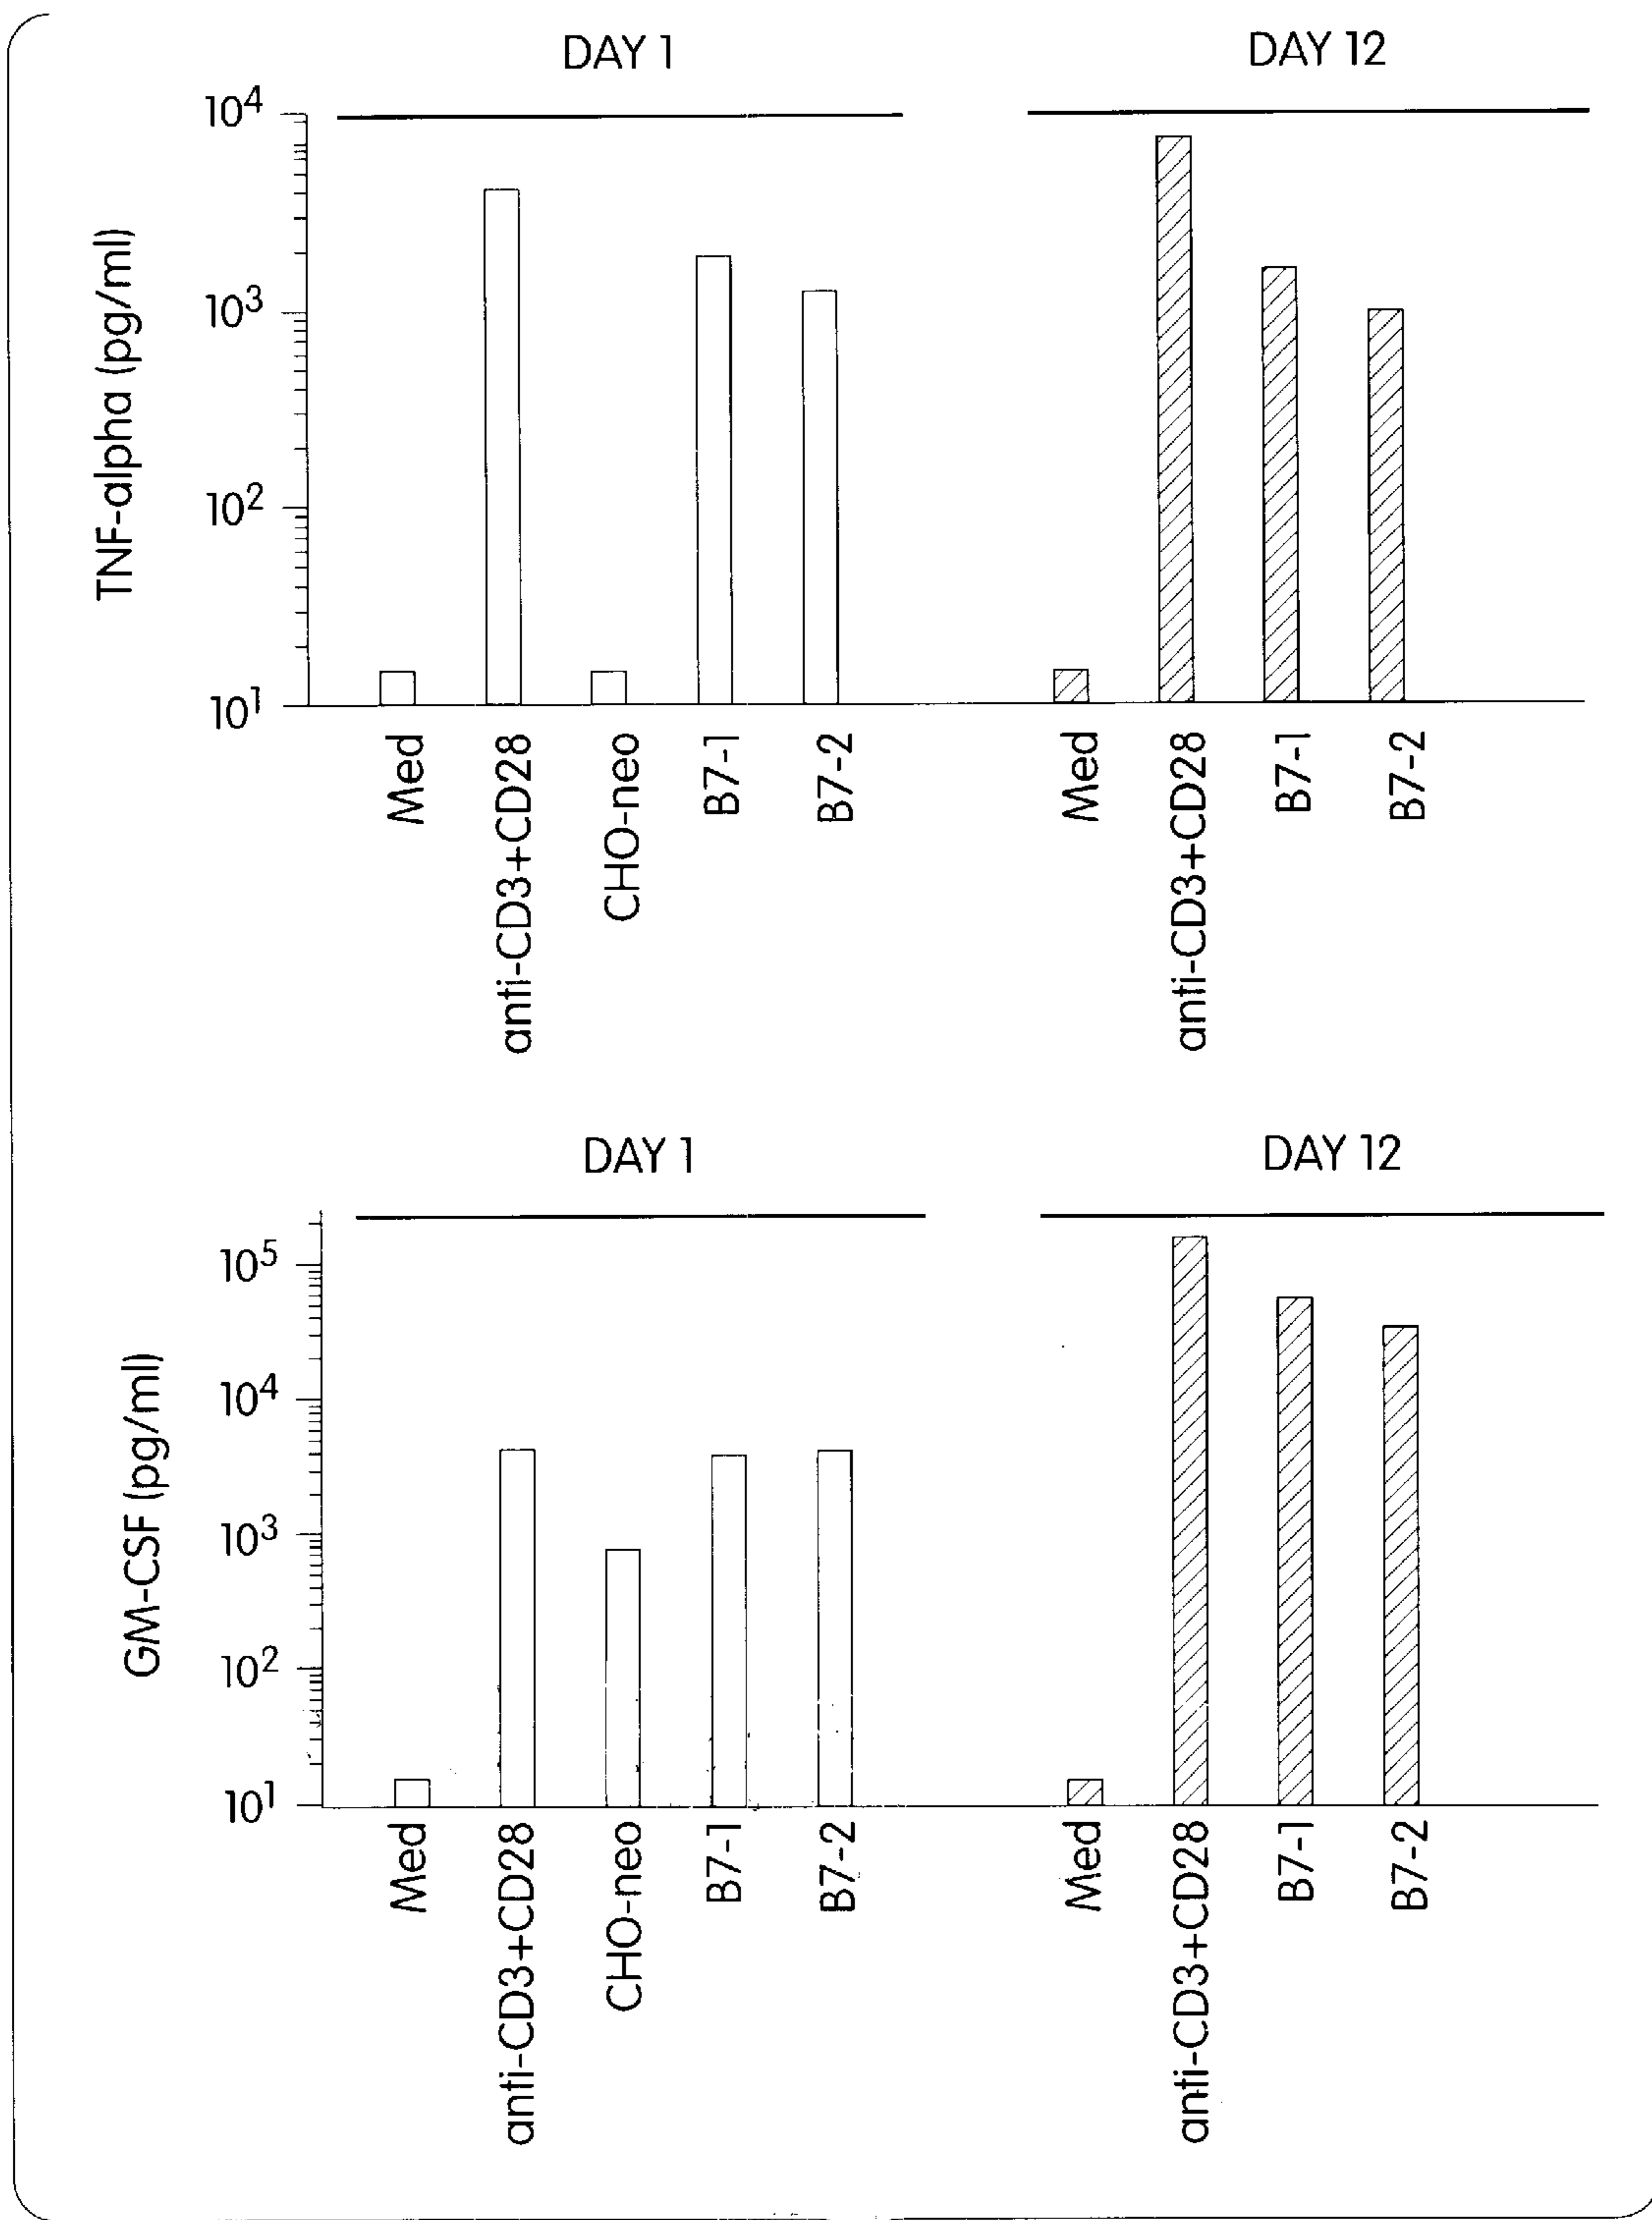 DAY 1 DAY 12
TNF-alpha (pg/ml)
10⁴
10³
10²
10¹
Med anti-CD3+CD28 CHO-neo B7-1 B7-2 Med anti-CD3+CD28 B7-1 B7-2
DAY 1 DAY 12
GM-CSF (pg/ml)
10⁵
10⁴
10³
10²
10¹
Med anti-CD3+CD28 CHO-neo B7-1 B7-2 Med anti-CD3+CD28 B7-1 B7-2